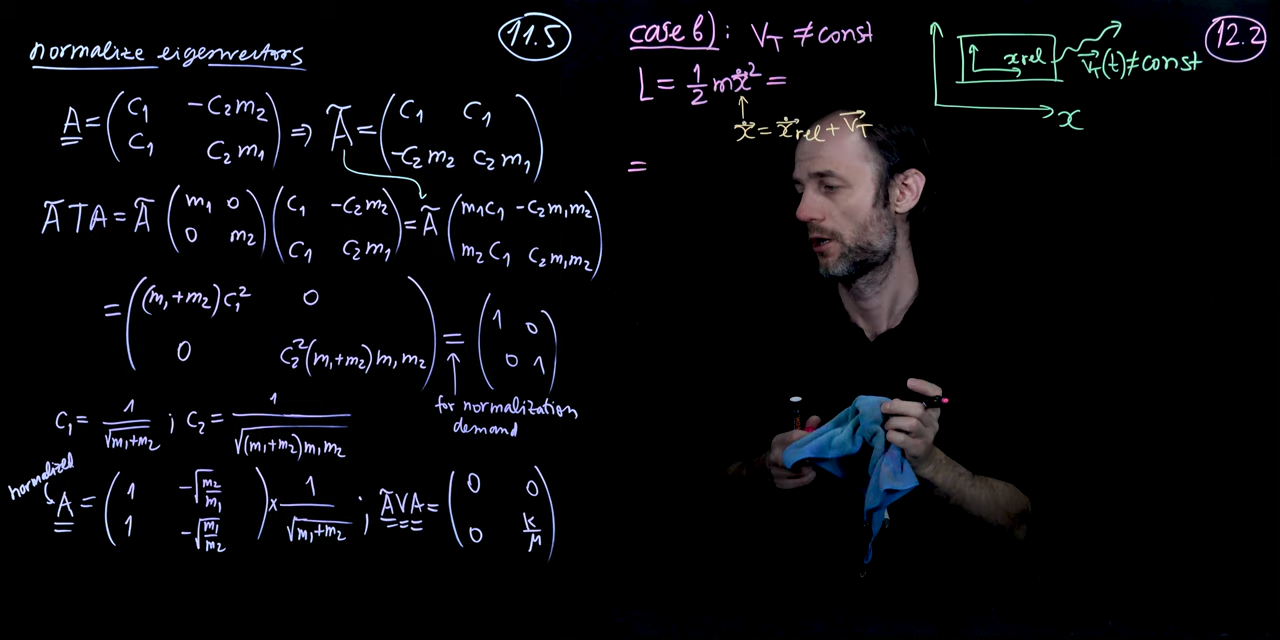 normalize eigenvectors
11.5
A = (C1 -C2m2
C1 C2m1) ⇒ Ã = (C1 C1
-C2m2 C2m1)
ÃTA = Ã (m1 0
0 m2) (C1 -C2m2
C1 C2m1) = Ã (m1C1 -C2m1m2
m2C1 C2m1m2)
= ((m1+m2)C1² 0
0 C2²(m1+m2)m1m2) = (1 0
0 1)
for normalization
demand
C1 = 1/√m1+m2 ; C2 = 1/√(m1+m2)m1m2
normalized
A = (1 -√m2/m1
1 -√m1/m2) × 1/√m1+m2 ; ÃVA = (0 0
0 k/μ)
case b): VT ≠ const
12.2
L = 1/2 mẋ² =
ẋ = ẋrel + VT
=
xrel
VT(t) ≠ const
x